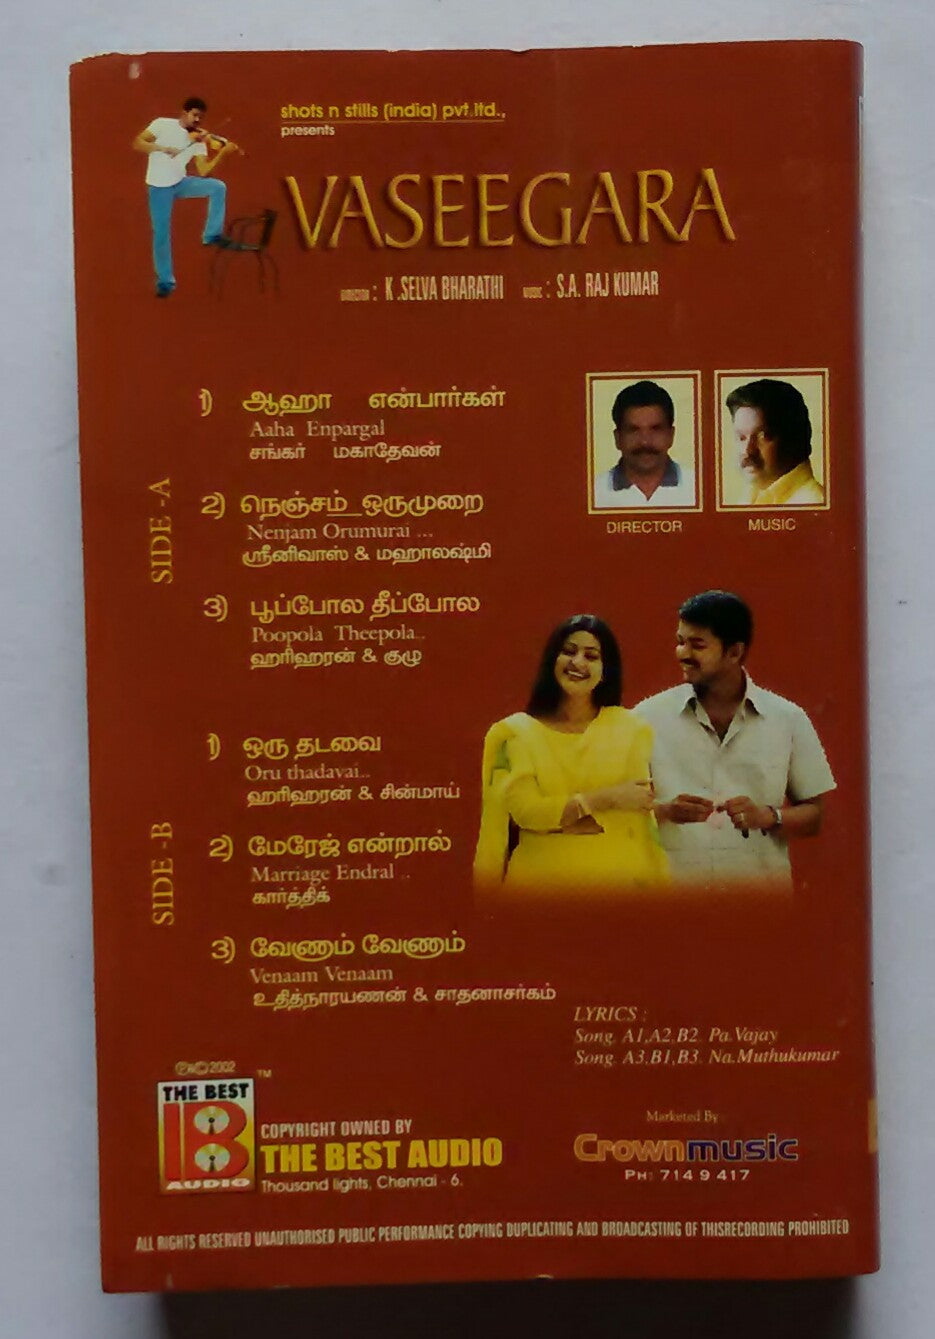 shots n stills (india) pvt.ltd.,
presents
VASEEGARA
DIRECTOR : K .SELVA BHARATHI MUSIC : S.A. RAJ KUMAR
SIDE -A
1) ஆஹா என்பார்கள்
Aaha Enpargal
சங்கர் மகாதேவன்
2) நெஞ்சம் ஒருமுறை
Nenjam Orumurai ...
ஸ்ரீனிவாஸ் & மஹாலஷ்மி
3) பூப்போல தீப்போல
Poopola Theepola..
ஹரிஹரன் & குழு
DIRECTOR
MUSIC
SIDE -B
1) ஒரு தடவை
Oru thadavai..
ஹரிஹரன் & சின்மாய்
2) மேரேஜ் என்றால்
Marriage Endral ..
கார்த்திக்
3) வேணும் வேணும்
Venaam Venaam
உதித்நாரயணன் & சாதனாசர்கம்
LYRICS :
Song. A1,A2,B2. Pa.Vajay
Song. A3,B1,B3. Na.Muthukumar
℗&©2002
THE BEST
B
AUDIO
TM
COPYRIGHT OWNED BY
THE BEST AUDIO
Thousand lights, Chennai - 6.
Marketed By :
Crownmusic
PH: 714 9 417
ALL RIGHTS RESERVED UNAUTHORISED PUBLIC PERFORMANCE COPYING DUPLICATING AND BROADCASTING OF THISRECORDING PROHIBITED